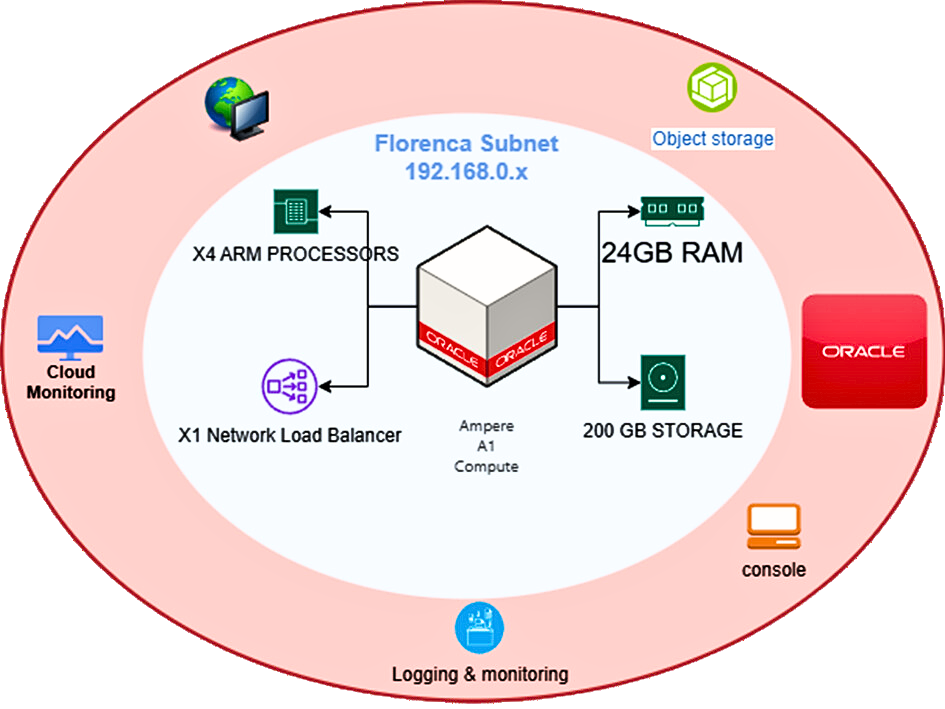 Florenca Subnet
192.168.0.x
Object storage
X4 ARM PROCESSORS
24GB RAM
ORACLE ORACLE
ORACLE
Cloud
Monitoring
X1 Network Load Balancer
Ampere
A1
Compute
200 GB STORAGE
console
Logging & monitoring